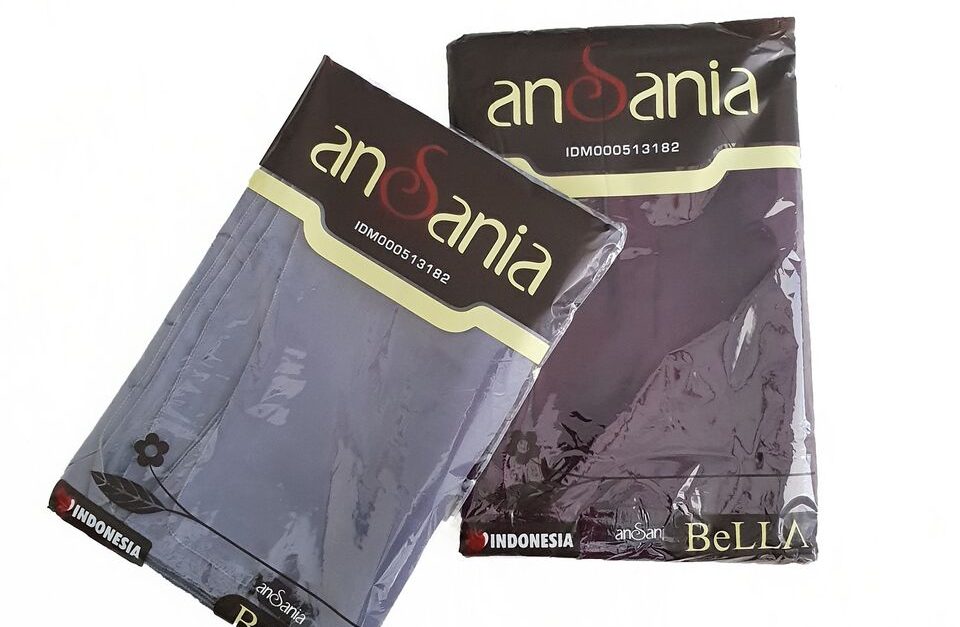 anSania
IDM000513182
INDONESIA
anSania
B
anSania
IDM000513182
INDONESIA
anSani
BeLLA